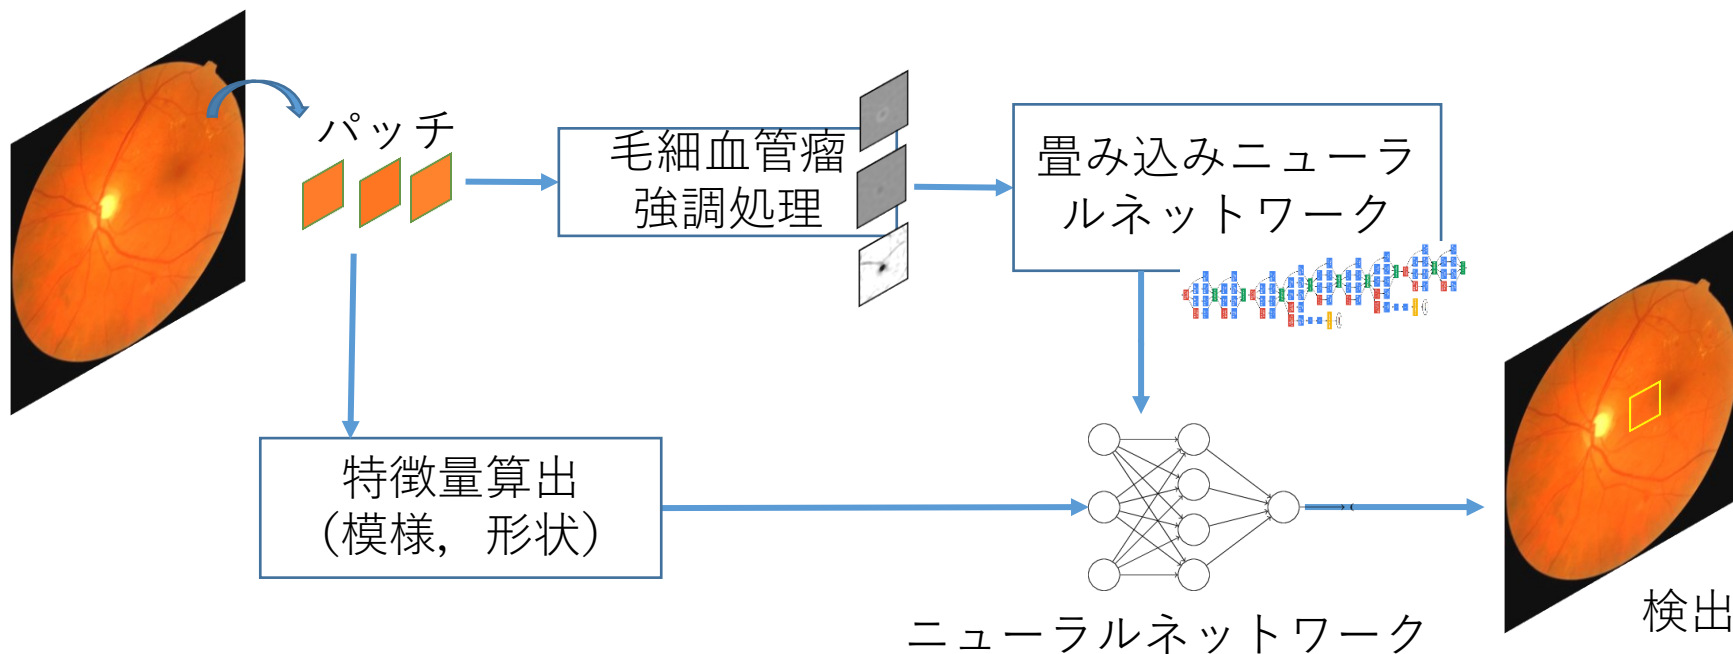 パッチ
毛細血管瘤
強調処理
畳み込みニューラ
ルネットワーク
特徴量算出
（模様，形状）
ニューラルネットワーク
検出